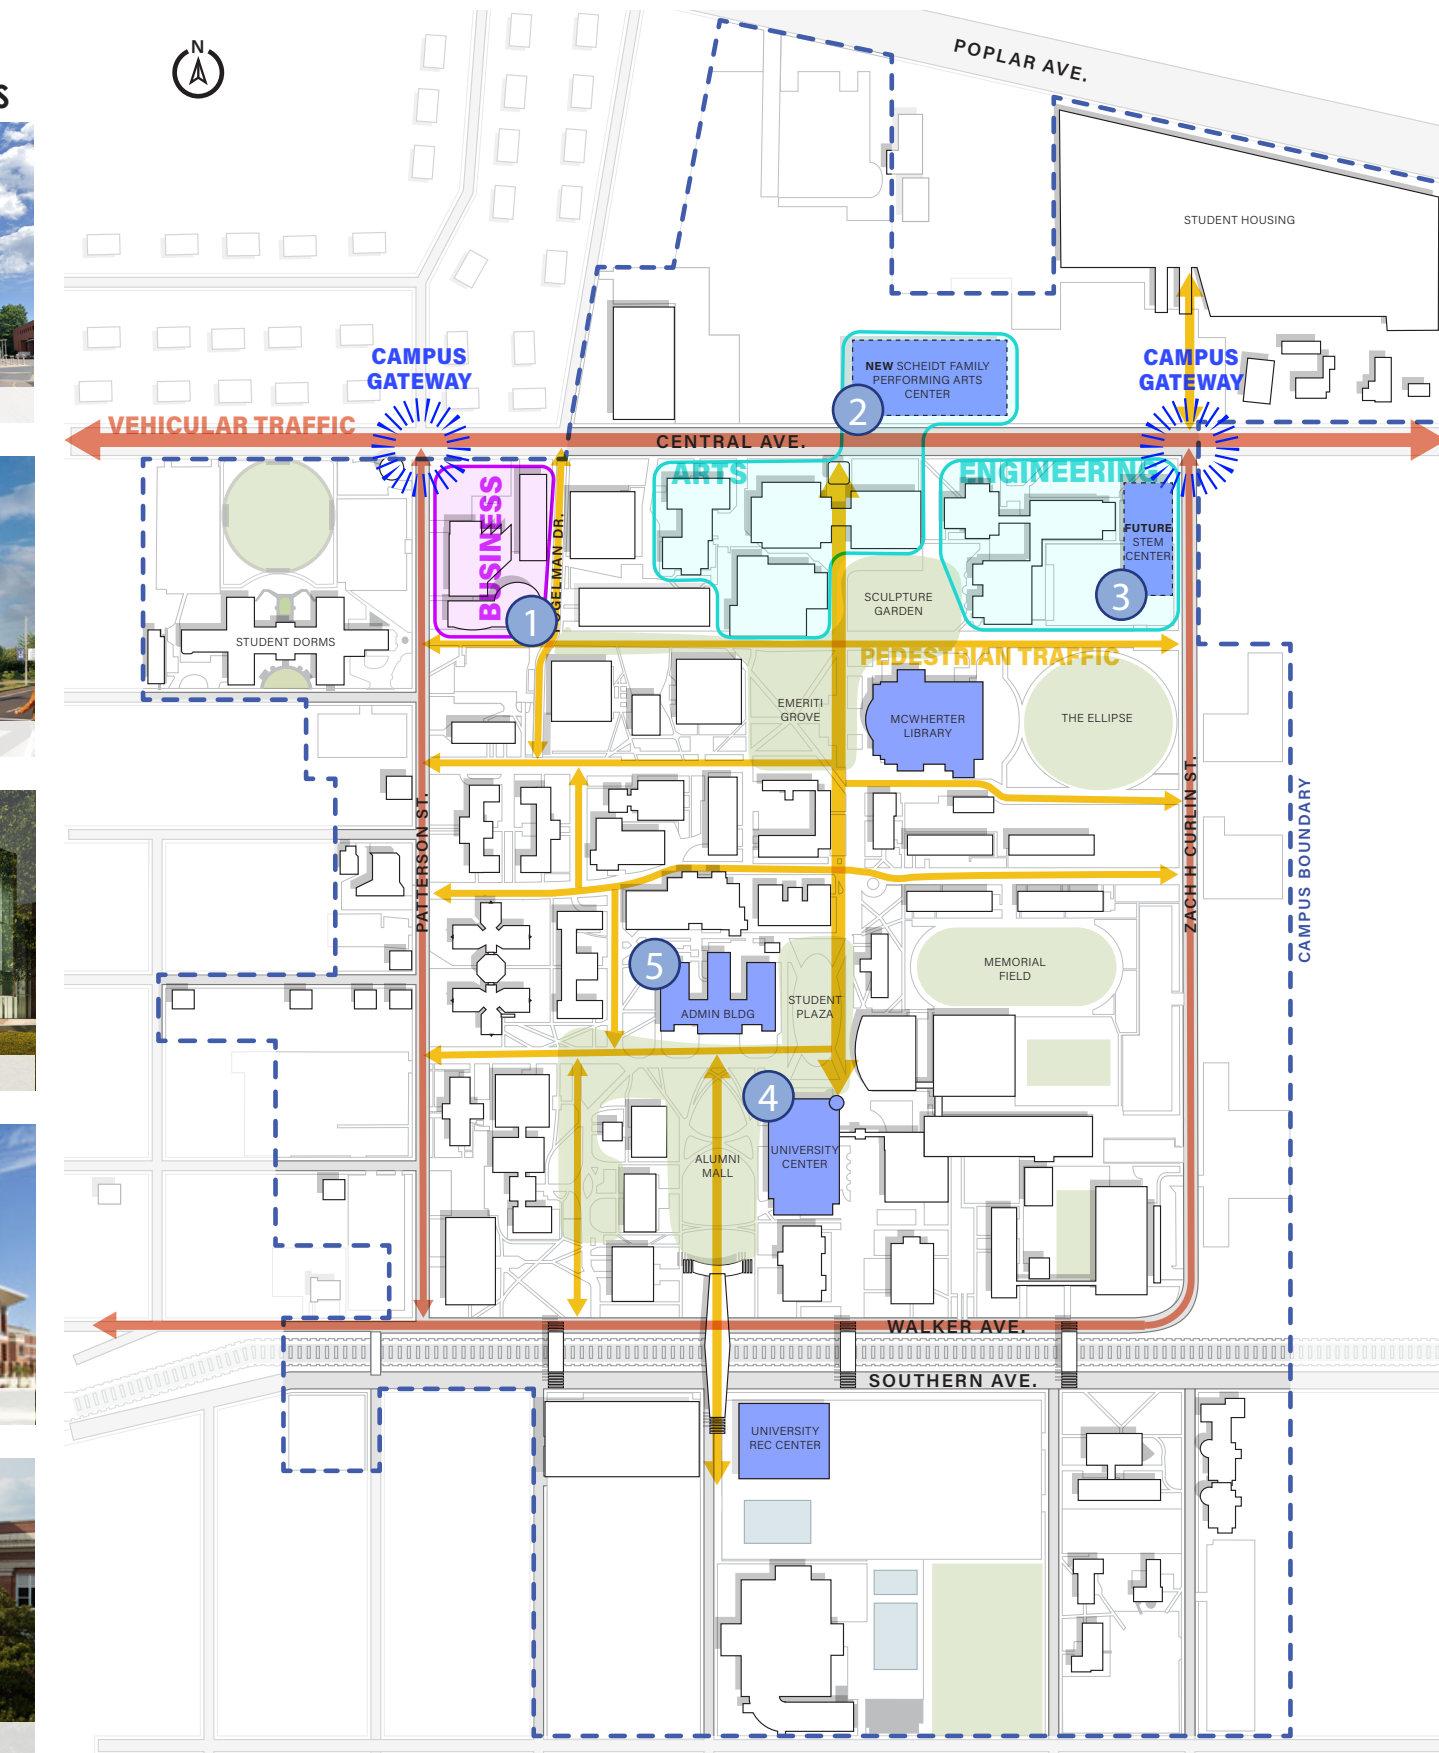 N
S
POPLAR AVE.
STUDENT HOUSING
CAMPUS
GATEWAY
CAMPUS
GATEWAY
NEW SCHEIDT FAMILY
PERFORMING ARTS
CENTER
2
VEHICULAR TRAFFIC
CENTRAL AVE.
ARTS
ENGINEERING
BUSINESS
FOGELMAN DR.
FUTURE
STEM
CENTER
3
1
SCULPTURE
GARDEN
STUDENT DORMS
PEDESTRIAN TRAFFIC
EMERITI
GROVE
MCWHERTER
LIBRARY
THE ELLIPSE
PATTERSON ST.
ZACH H CURLIN ST.
CAMPUS BOUNDARY
5
MEMORIAL
FIELD
STUDENT
PLAZA
ADMIN BLDG
4
UNIVERSITY
CENTER
ALUMNI
MALL
WALKER AVE.
SOUTHERN AVE.
UNIVERSITY
REC CENTER